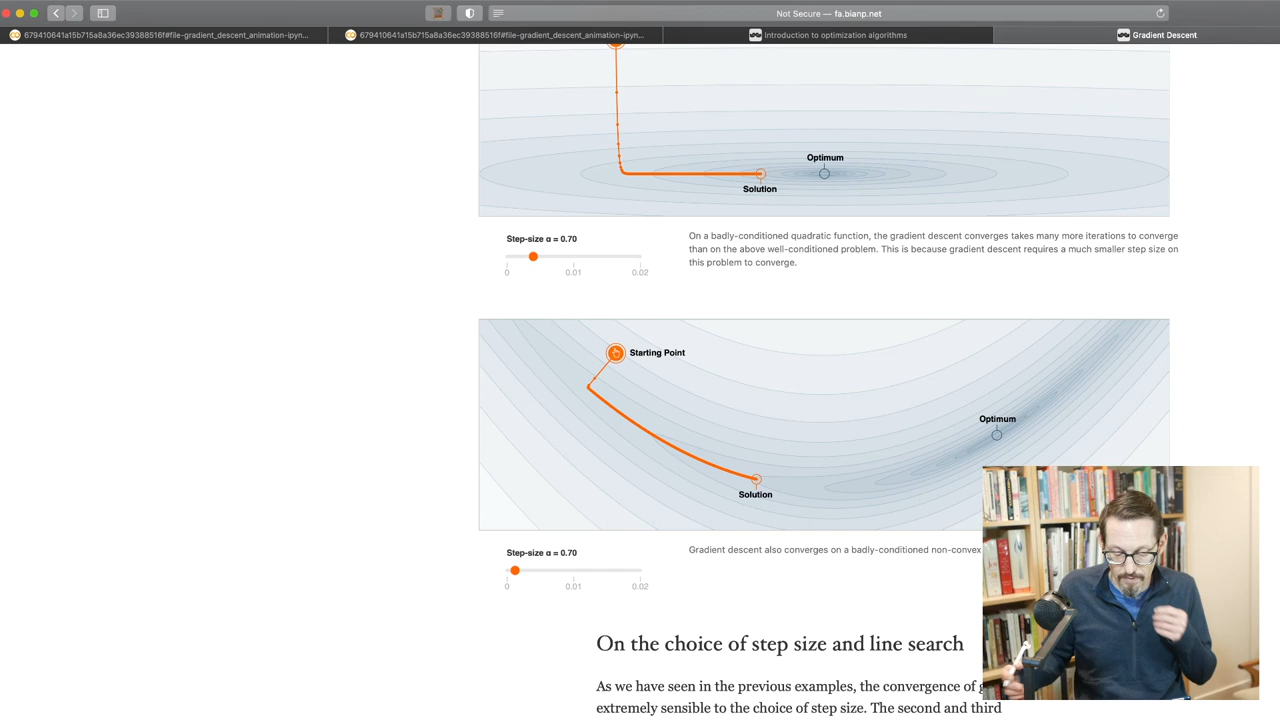 Not Secure — fa.bianp.net
679410641a15b715a8a36ec39388516f#file-gradient_descent_animation-ipyn...
679410641a15b715a8a36ec39388516f#file-gradient_descent_animation-ipyn...
Introduction to optimization algorithms
Gradient Descent
Optimum
Solution
Step-size α = 0.70
0
0.01
0.02
On a badly-conditioned quadratic function, the gradient descent converges takes many more iterations to converge
than on the above well-conditioned problem. This is because gradient descent requires a much smaller step size on
this problem to converge.
Starting Point
Optimum
Solution
Step-size α = 0.70
0
0.01
0.02
Gradient descent also converges on a badly-conditioned non-convex
On the choice of step size and line search
As we have seen in the previous examples, the convergence of
extremely sensible to the choice of step size. The second and third